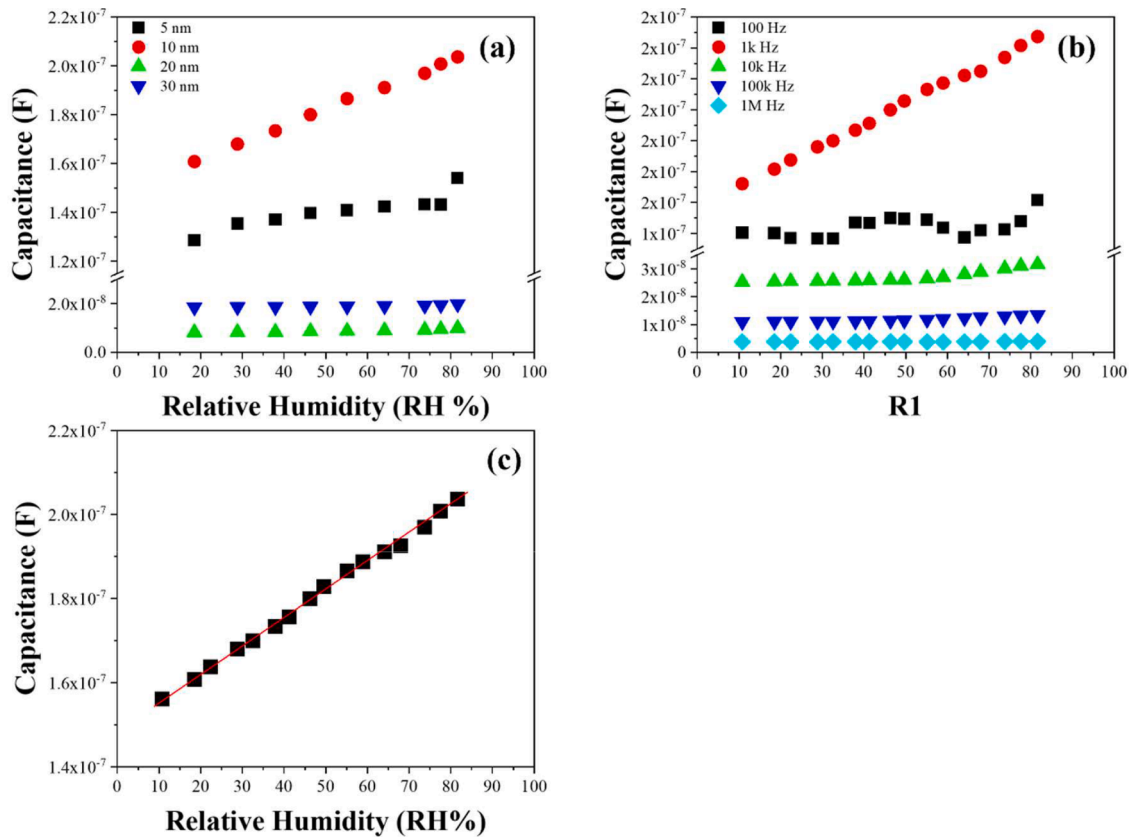 2.2x10⁻⁷
2.0x10⁻⁷
1.8x10⁻⁷
1.6x10⁻⁷
1.4x10⁻⁷
1.2x10⁻⁷
2.0x10⁻⁸
0.0
Capacitance (F)
5 nm
10 nm
20 nm
30 nm
(a)
0 10 20 30 40 50 60 70 80 90 100
Relative Humidity (RH %)
2x10⁻⁷
2x10⁻⁷
2x10⁻⁷
2x10⁻⁷
2x10⁻⁷
2x10⁻⁷
2x10⁻⁷
1x10⁻⁷
3x10⁻⁸
2x10⁻⁸
1x10⁻⁸
0
Capacitance (F)
100 Hz
1k Hz
10k Hz
100k Hz
1M Hz
(b)
0 10 20 30 40 50 60 70 80 90 100
R1
2.2x10⁻⁷
2.0x10⁻⁷
1.8x10⁻⁷
1.6x10⁻⁷
1.4x10⁻⁷
Capacitance (F)
(c)
0 10 20 30 40 50 60 70 80 90 100
Relative Humidity (RH%)